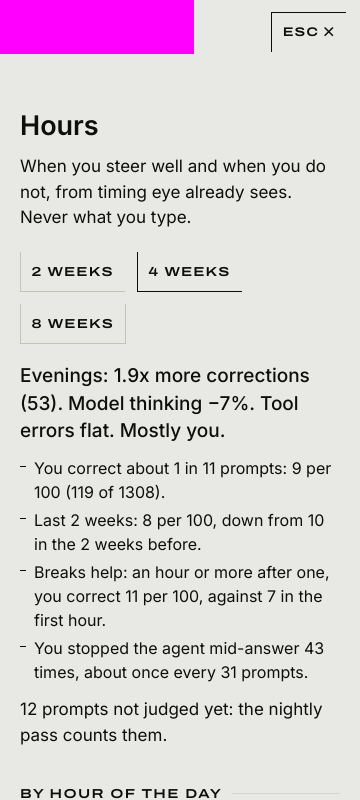 ESC ×
Hours
When you steer well and when you do
not, from timing eye already sees.
Never what you type.
2 WEEKS
4 WEEKS
8 WEEKS
Evenings: 1.9x more corrections
(53). Model thinking −7%. Tool
errors flat. Mostly you.
– You correct about 1 in 11 prompts: 9 per
100 (119 of 1308).
– Last 2 weeks: 8 per 100, down from 10
in the 2 weeks before.
– Breaks help: an hour or more after one,
you correct 11 per 100, against 7 in the
first hour.
– You stopped the agent mid-answer 43
times, about once every 31 prompts.
12 prompts not judged yet: the nightly
pass counts them.
BY HOUR OF THE DAY